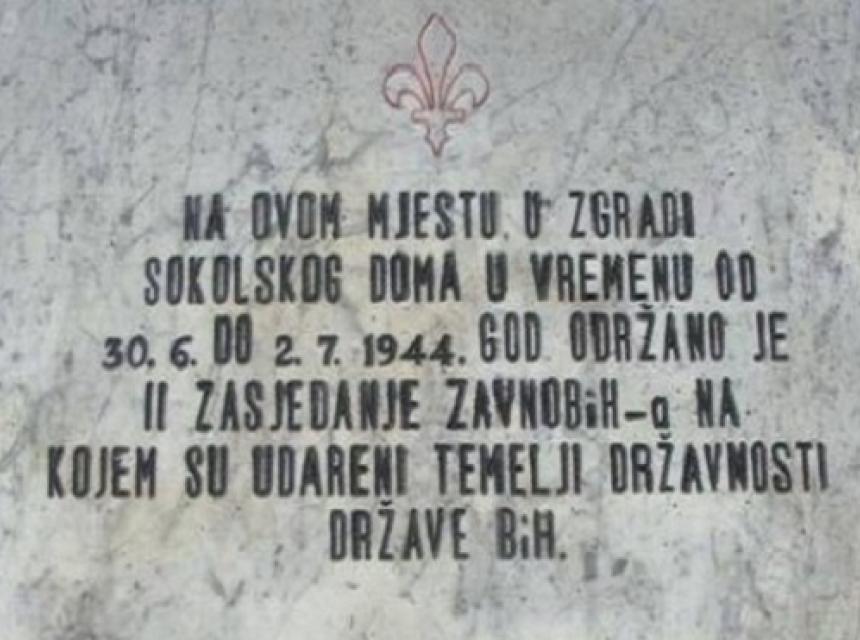 NA OVOM MJESTU U ZGRADI
SOKOLSKOG DOMA U VREMENU OD
30. 6. DO 2. 7. 1944. GOD ODRŽANO JE
II ZASJEDANJE ZAVNOBiH-a NA
KOJEM SU UDARENI TEMELJI DRŽAVNOSTI
DRŽAVE BiH.